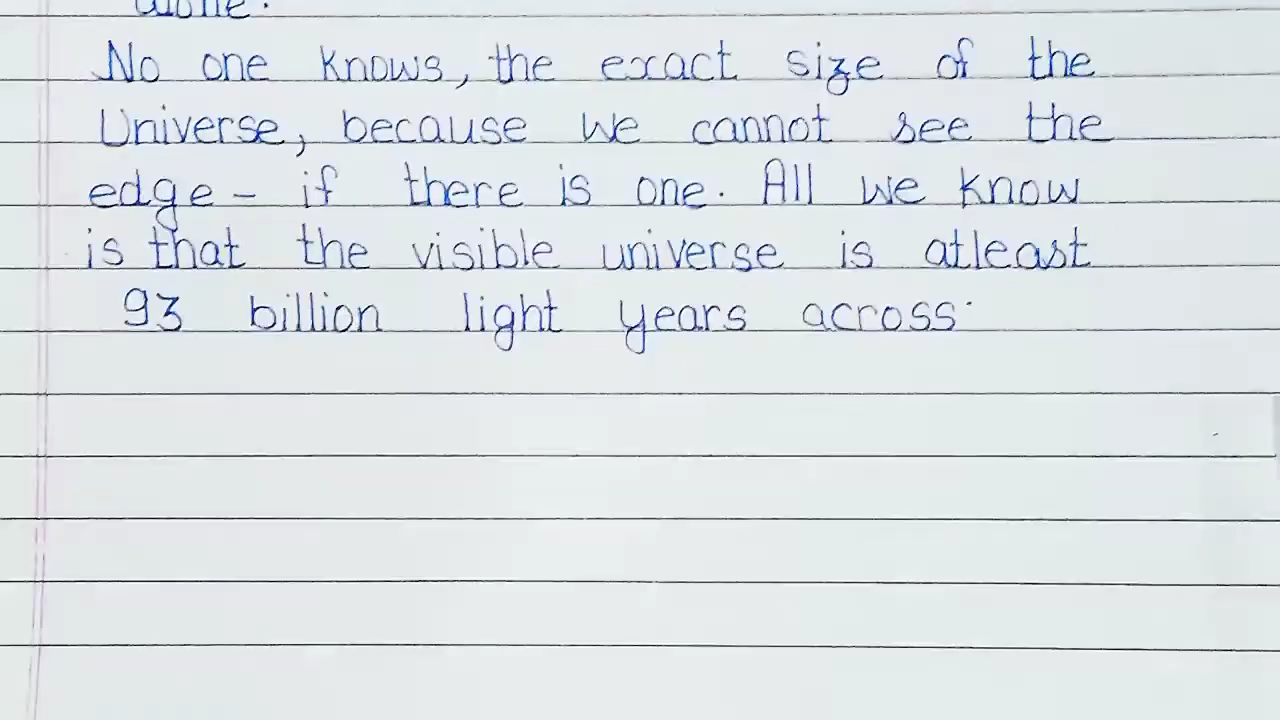 No one knows, the exact size of the
Universe, because we cannot see the
edge - if there is one. All we know
is that the visible universe is atleast
93 billion light years across.